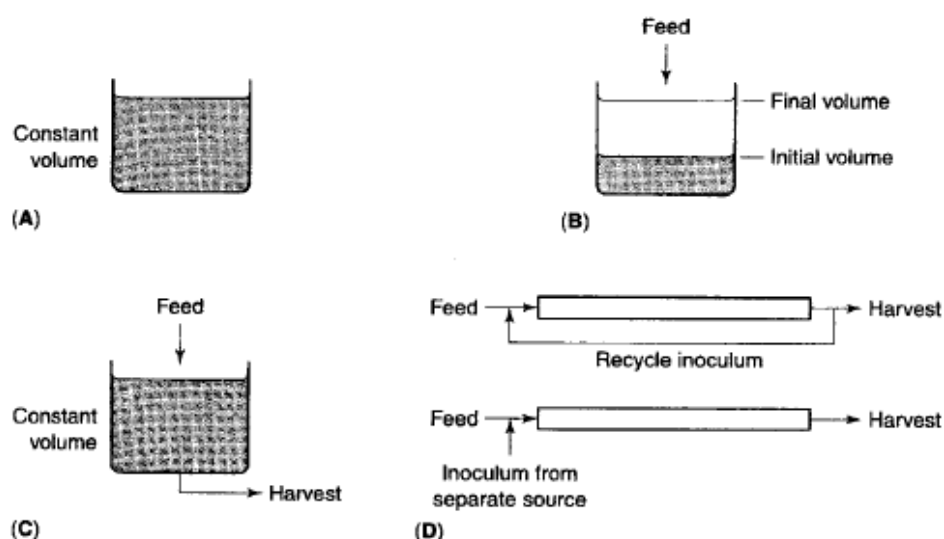 Constant
volume
(A)
Feed
Final volume
Initial volume
(B)
Feed
Constant
volume
Harvest
(C)
Feed
Harvest
Recycle inoculum
Feed
Harvest
Inoculum from
separate source
(D)